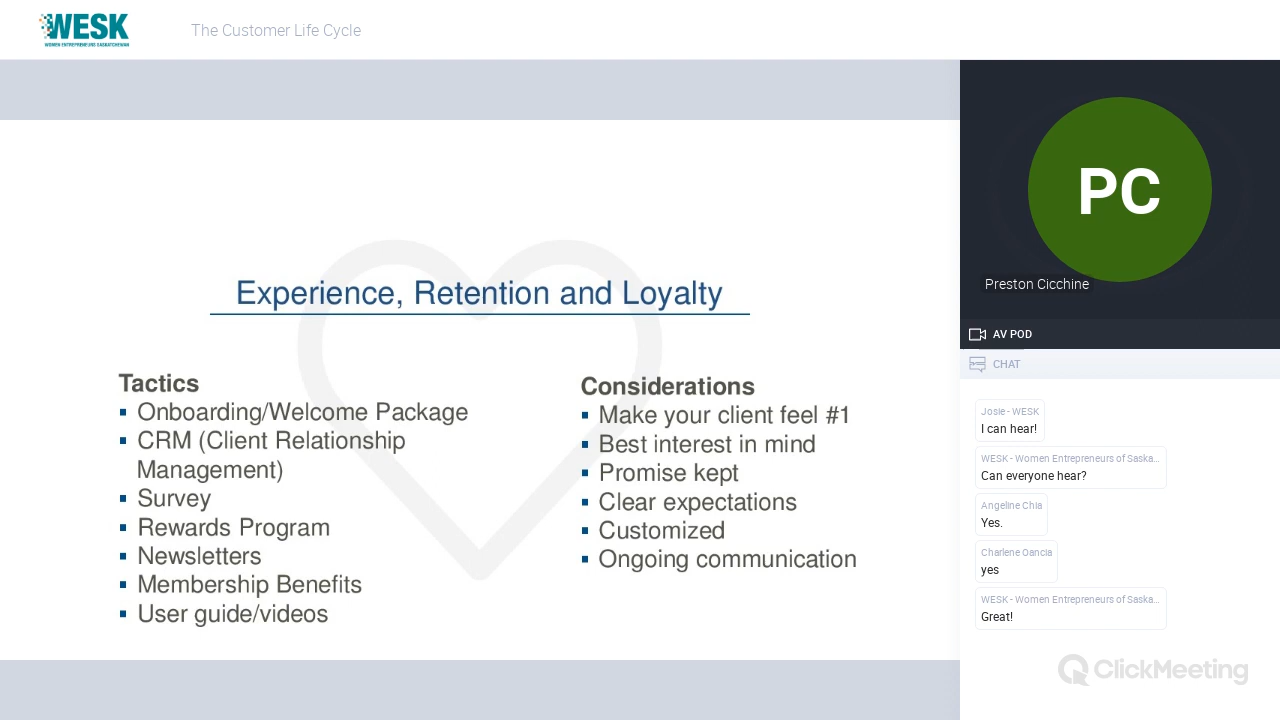 WESK
WOMEN ENTREPRENEURS SASKATCHEWAN
The Customer Life Cycle
Experience, Retention and Loyalty
Tactics
Onboarding/Welcome Package
CRM (Client Relationship
Management)
Survey
Rewards Program
Newsletters
Membership Benefits
User guide/videos
Considerations
Make your client feel #1
Best interest in mind
Promise kept
Clear expectations
Customized
Ongoing communication
PC
Preston Cicchine
AV POD
CHAT
Josie - WESK
I can hear!
WESK - Women Entrepreneurs of Saska...
Can everyone hear?
Angeline Chia
Yes.
Charlene Oancia
yes
WESK - Women Entrepreneurs of Saska...
Great!
ClickMeeting